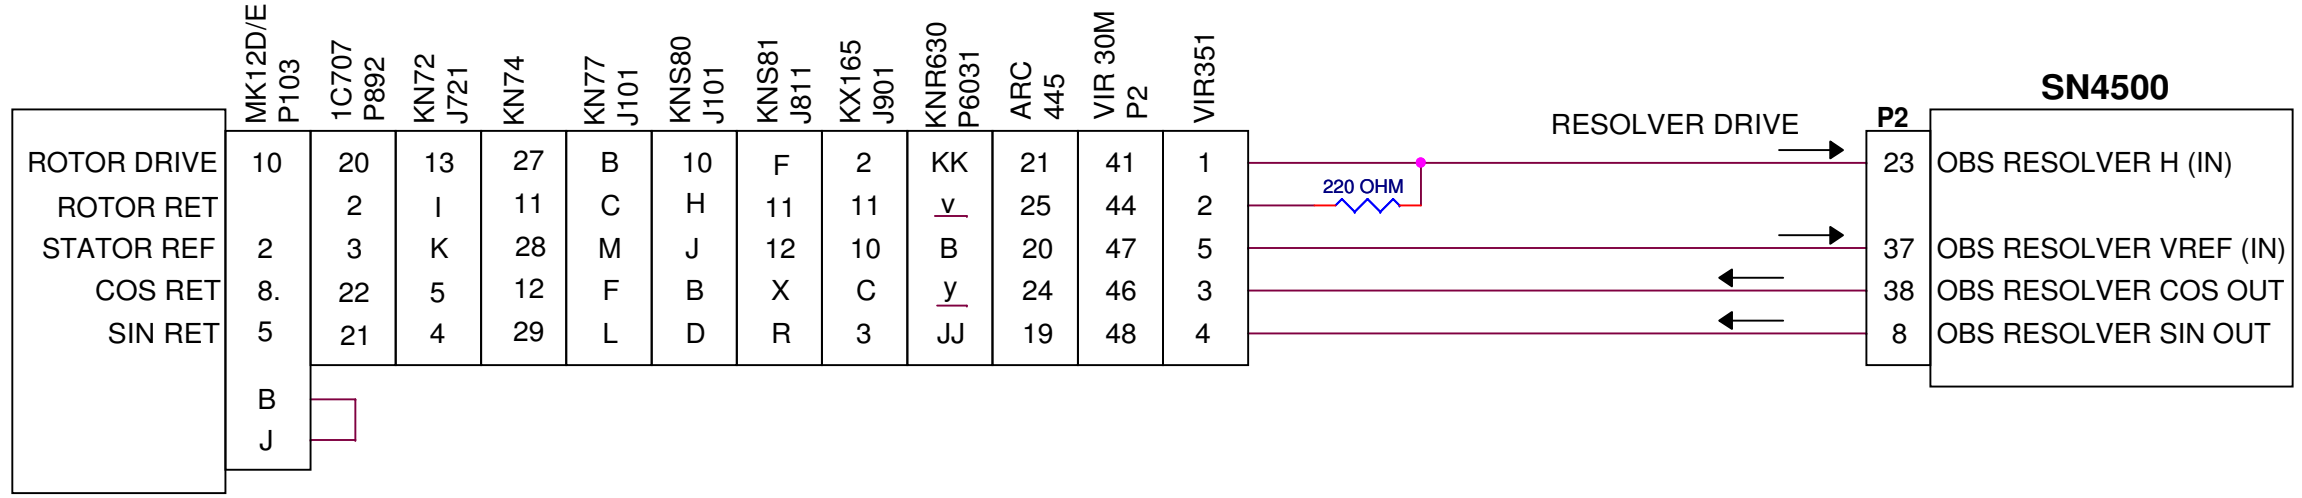 MK12D/E P103
1C707 P892
KN72 J721
KN74
KN77 J101
KNS80 J101
KNS81 J811
KX165 J901
KNR630 P6031
ARC 445
VIR 30M P2
VIR351
SN4500
RESOLVER DRIVE
P2
ROTOR DRIVE 10 20 13 27 B 10 F 2 KK 21 41 1 23 OBS RESOLVER H (IN)
220 OHM
ROTOR RET 2 I 11 C H 11 11 v 25 44 2
STATOR REF 2 3 K 28 M J 12 10 B 20 47 5 37 OBS RESOLVER VREF (IN)
COS RET 8. 22 5 12 F B X C y 24 46 3 38 OBS RESOLVER COS OUT
SIN RET 5 21 4 29 L D R 3 JJ 19 48 4 8 OBS RESOLVER SIN OUT
B
J